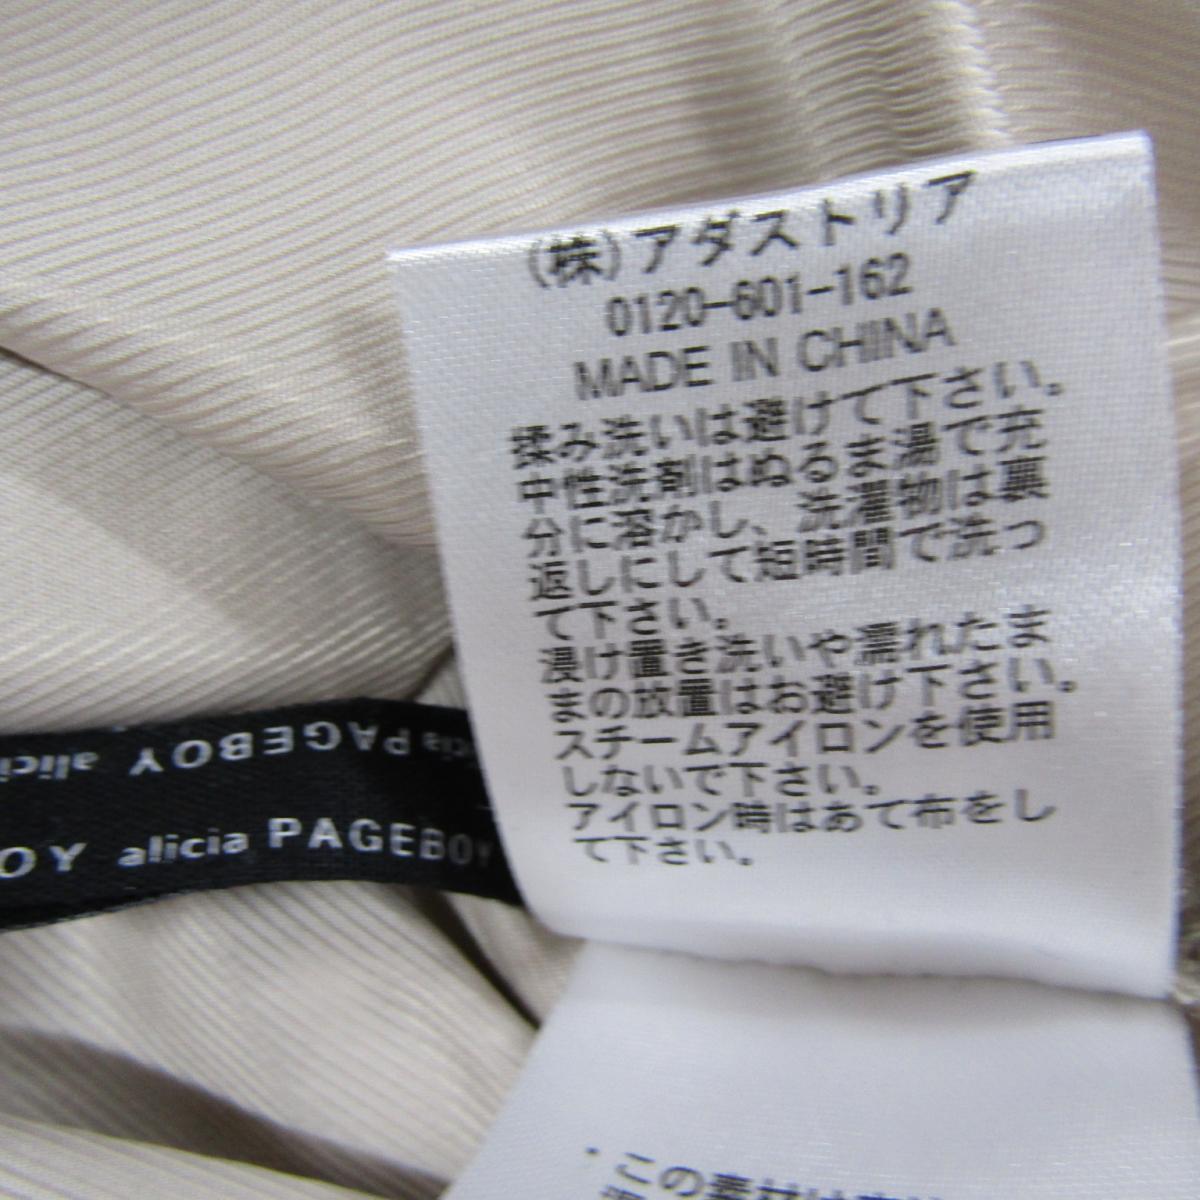 (株)アダストリア
0120-601-162
MADE IN CHINA
揉み洗いは避けて下さい。
中性洗剤はぬるま湯で充
分に溶かし、洗濯物は裏
返しにして短時間で洗っ
て下さい。
浸け置き洗いや濡れたま
まの放置はお避け下さい。
スチームアイロンを使用
しないで下さい。
アイロン時はあて布をし
て下さい。
cia PAGEBOY alici
OY alicia PAGEBOY
・この素材は